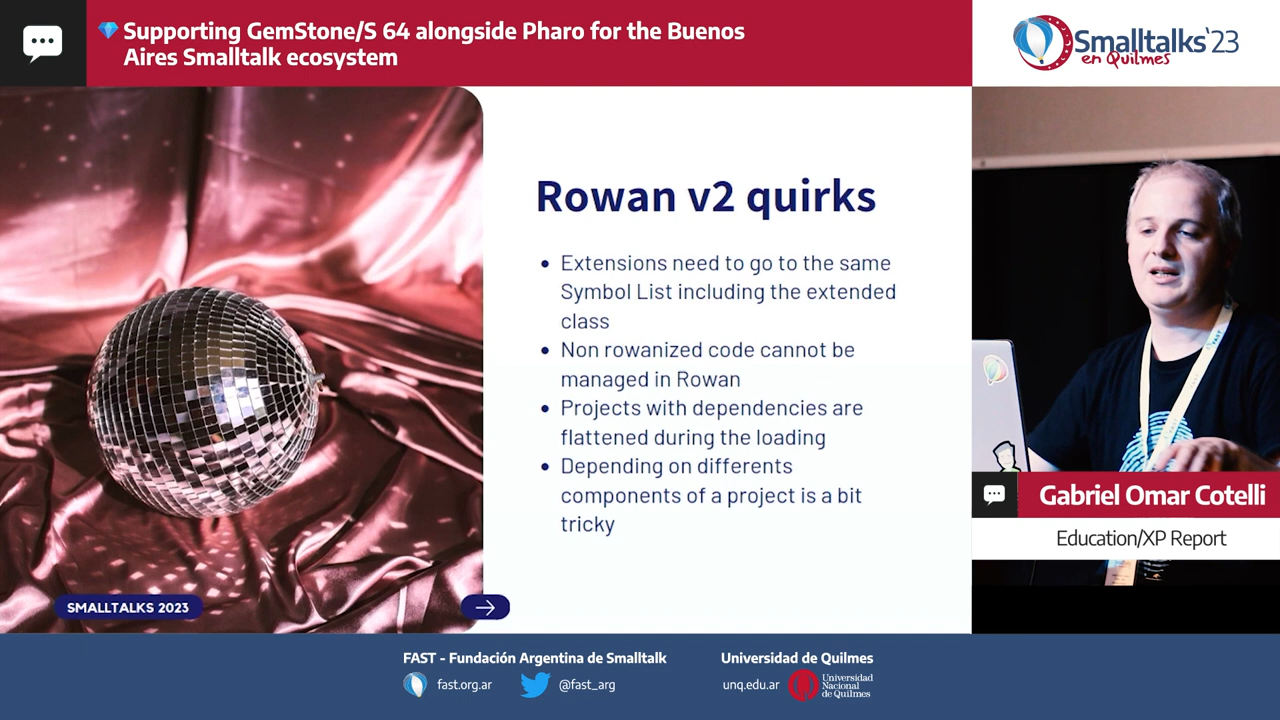 Supporting GemStone/S 64 alongside Pharo for the Buenos
Aires Smalltalk ecosystem
Smalltalks'23
en Quilmes
Rowan v2 quirks
• Extensions need to go to the same
Symbol List including the extended
class
• Non rowanized code cannot be
managed in Rowan
• Projects with dependencies are
flattened during the loading
• Depending on differents
components of a project is a bit
tricky
SMALLTALKS 2023
Gabriel Omar Cotelli
Education/XP Report
FAST - Fundación Argentina de Smalltalk
fast.org.ar
@fast_arg
Universidad de Quilmes
unq.edu.ar
Universidad
Nacional
de Quilmes